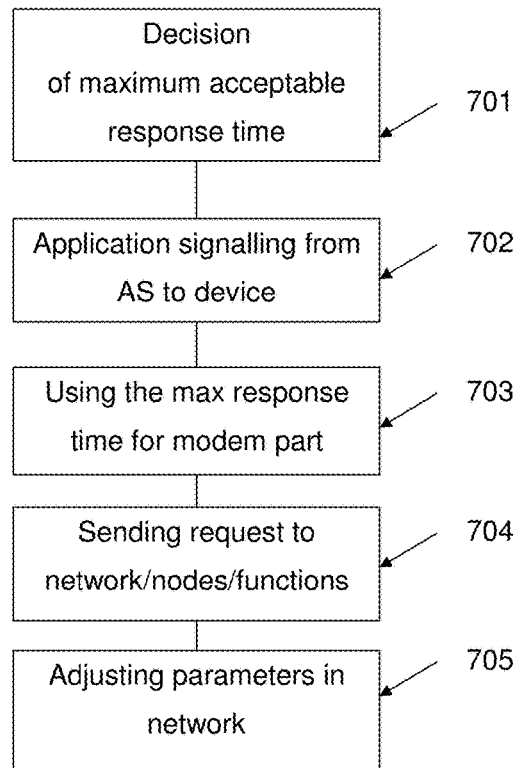 Decision
of maximum acceptable
response time
701
Application signalling from
AS to device
702
Using the max response
time for modem part
703
Sending request to
network/nodes/functions
704
Adjusting parameters in
network
705